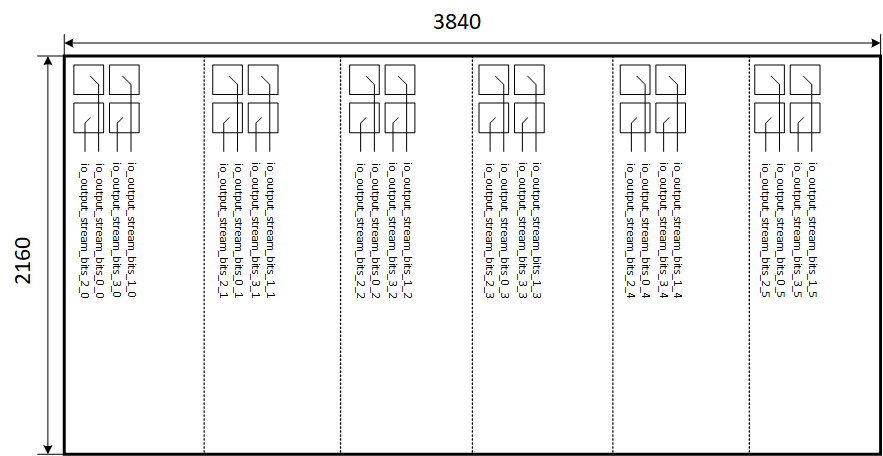 3840
2160
io_output_stream_bits_2_0
io_output_stream_bits_0_0
io_output_stream_bits_3_0
io_output_stream_bits_1_0
io_output_stream_bits_2_1
io_output_stream_bits_0_1
io_output_stream_bits_3_1
io_output_stream_bits_1_1
io_output_stream_bits_2_2
io_output_stream_bits_0_2
io_output_stream_bits_3_2
io_output_stream_bits_1_2
io_output_stream_bits_2_3
io_output_stream_bits_0_3
io_output_stream_bits_3_3
io_output_stream_bits_1_3
io_output_stream_bits_2_4
io_output_stream_bits_0_4
io_output_stream_bits_3_4
io_output_stream_bits_1_4
io_output_stream_bits_2_5
io_output_stream_bits_0_5
io_output_stream_bits_3_5
io_output_stream_bits_1_5